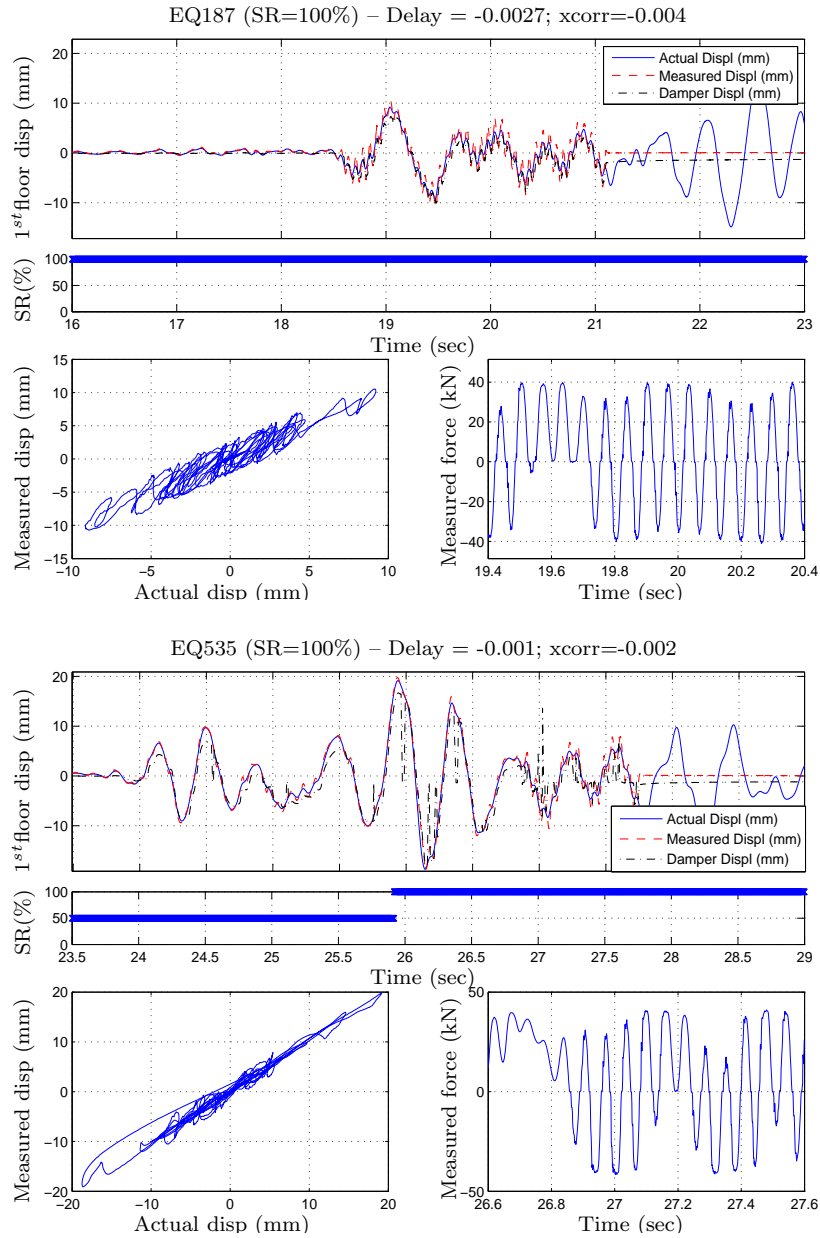 EQ187 (SR=100%) – Delay = -0.0027; xcorr=-0.004
1st floor disp (mm)
20
10
0
−10
Actual Displ (mm)
Measured Displ (mm)
Damper Displ (mm)
SR(%)
100
50
0
16 17 18 19 20 21 22 23
Time (sec)
Measured disp (mm)
15
10
5
0
−5
−10
−15
−10 −5 0 5 10
Actual disp (mm)
Measured force (kN)
40
20
0
−20
−40
19.4 19.6 19.8 20 20.2 20.4
Time (sec)
EQ535 (SR=100%) – Delay = -0.001; xcorr=-0.002
1st floor disp (mm)
20
10
0
−10
Actual Displ (mm)
Measured Displ (mm)
Damper Displ (mm)
SR(%)
100
50
0
23.5 24 24.5 25 25.5 26 26.5 27 27.5 28 28.5 29
Time (sec)
Measured disp (mm)
20
10
0
−10
−20
−20 −10 0 10 20
Actual disp (mm)
Measured force (kN)
50
0
−50
26.6 26.8 27 27.2 27.4 27.6
Time (sec)